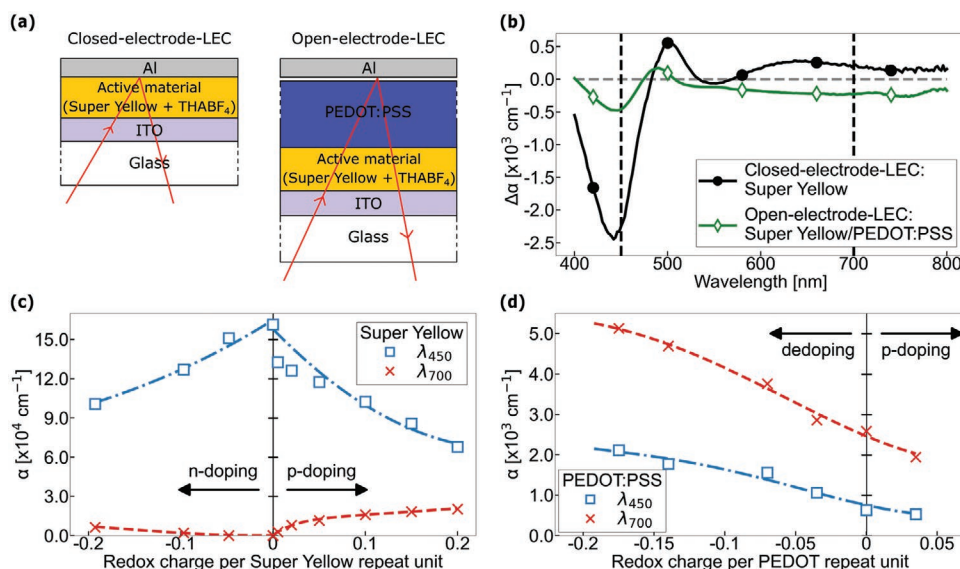 (a)
Closed-electrode-LEC
Al
Active material
(Super Yellow + THABF₄)
ITO
Glass
Open-electrode-LEC
Al
PEDOT:PSS
Active material
(Super Yellow + THABF₄)
ITO
Glass
(b)
Δα [x10³ cm⁻¹]
0.5
0.0
-0.5
-1.0
-1.5
-2.0
-2.5
Closed-electrode-LEC:
Super Yellow
Open-electrode-LEC:
Super Yellow/PEDOT:PSS
400 500 600 700 800
Wavelength [nm]
(c)
α [x10⁴ cm⁻¹]
15.0
12.0
9.0
6.0
3.0
0.0
Super Yellow
λ₄₅₀
λ₇₀₀
n-doping p-doping
-0.2 -0.1 0 0.1 0.2
Redox charge per Super Yellow repeat unit
(d)
α [x10³ cm⁻¹]
5.0
4.0
3.0
2.0
1.0
0.0
dedoping p-doping
PEDOT:PSS
λ₄₅₀
λ₇₀₀
-0.20 -0.15 -0.10 -0.05 0 0.05
Redox charge per PEDOT repeat unit